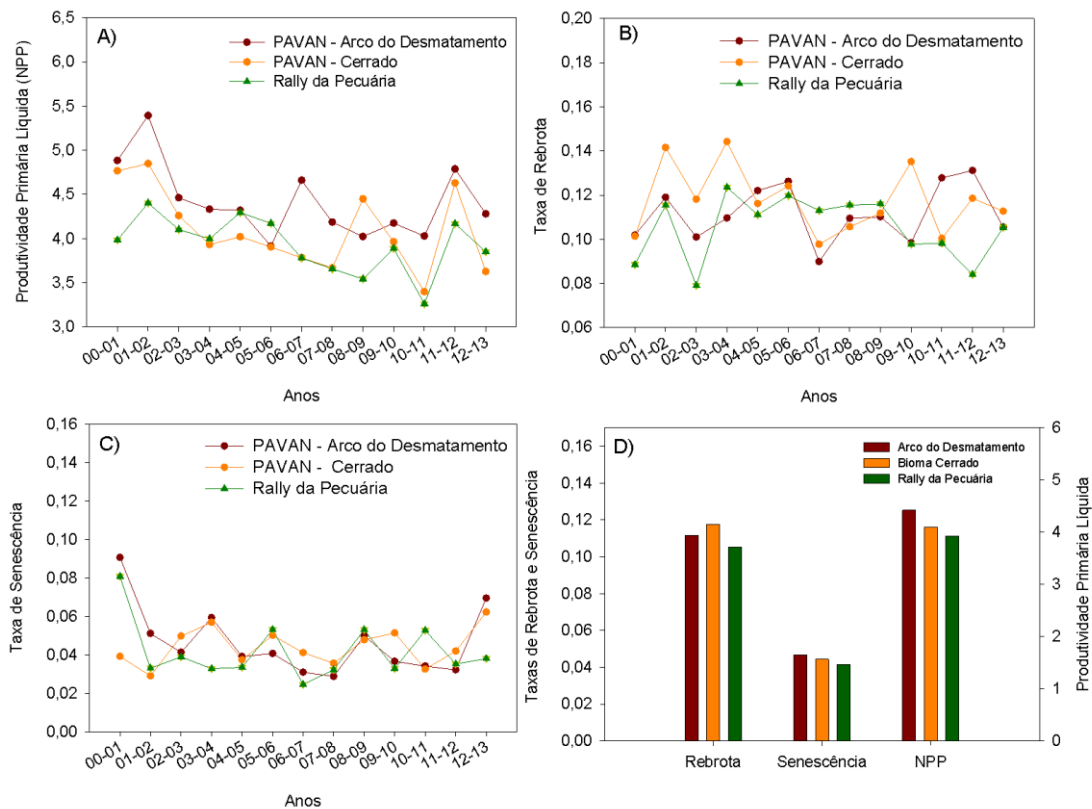 A)
PAVAN - Arco do Desmatamento
PAVAN - Cerrado
Rally da Pecuária
Produtividade Primária Líquida (NPP)
6,5
6,0
5,5
5,0
4,5
4,0
3,5
3,0
00-01
01-02
02-03
03-04
04-05
05-06
06-07
07-08
08-09
09-10
10-11
11-12
12-13
Anos
B)
PAVAN - Arco do Desmatamento
PAVAN - Cerrado
Rally da Pecuária
Taxa de Rebrota
0,20
0,18
0,16
0,14
0,12
0,10
0,08
0,06
00-01
01-02
02-03
03-04
04-05
05-06
06-07
07-08
08-09
09-10
10-11
11-12
12-13
Anos
C)
PAVAN - Arco do Desmatamento
PAVAN - Cerrado
Rally da Pecuária
Taxa de Senescência
0,16
0,14
0,12
0,10
0,08
0,06
0,04
0,02
0,00
00-01
01-02
02-03
03-04
04-05
05-06
06-07
07-08
08-09
09-10
10-11
11-12
12-13
Anos
D)
Arco do Desmatamento
Bioma Cerrado
Rally da Pecuária
Taxas de Rebrota e Senescência
0,16
0,14
0,12
0,10
0,08
0,06
0,04
0,02
0,00
Rebrota
Senescência
NPP
6
5
4
3
2
1
0
Produtividade Primária Líquida